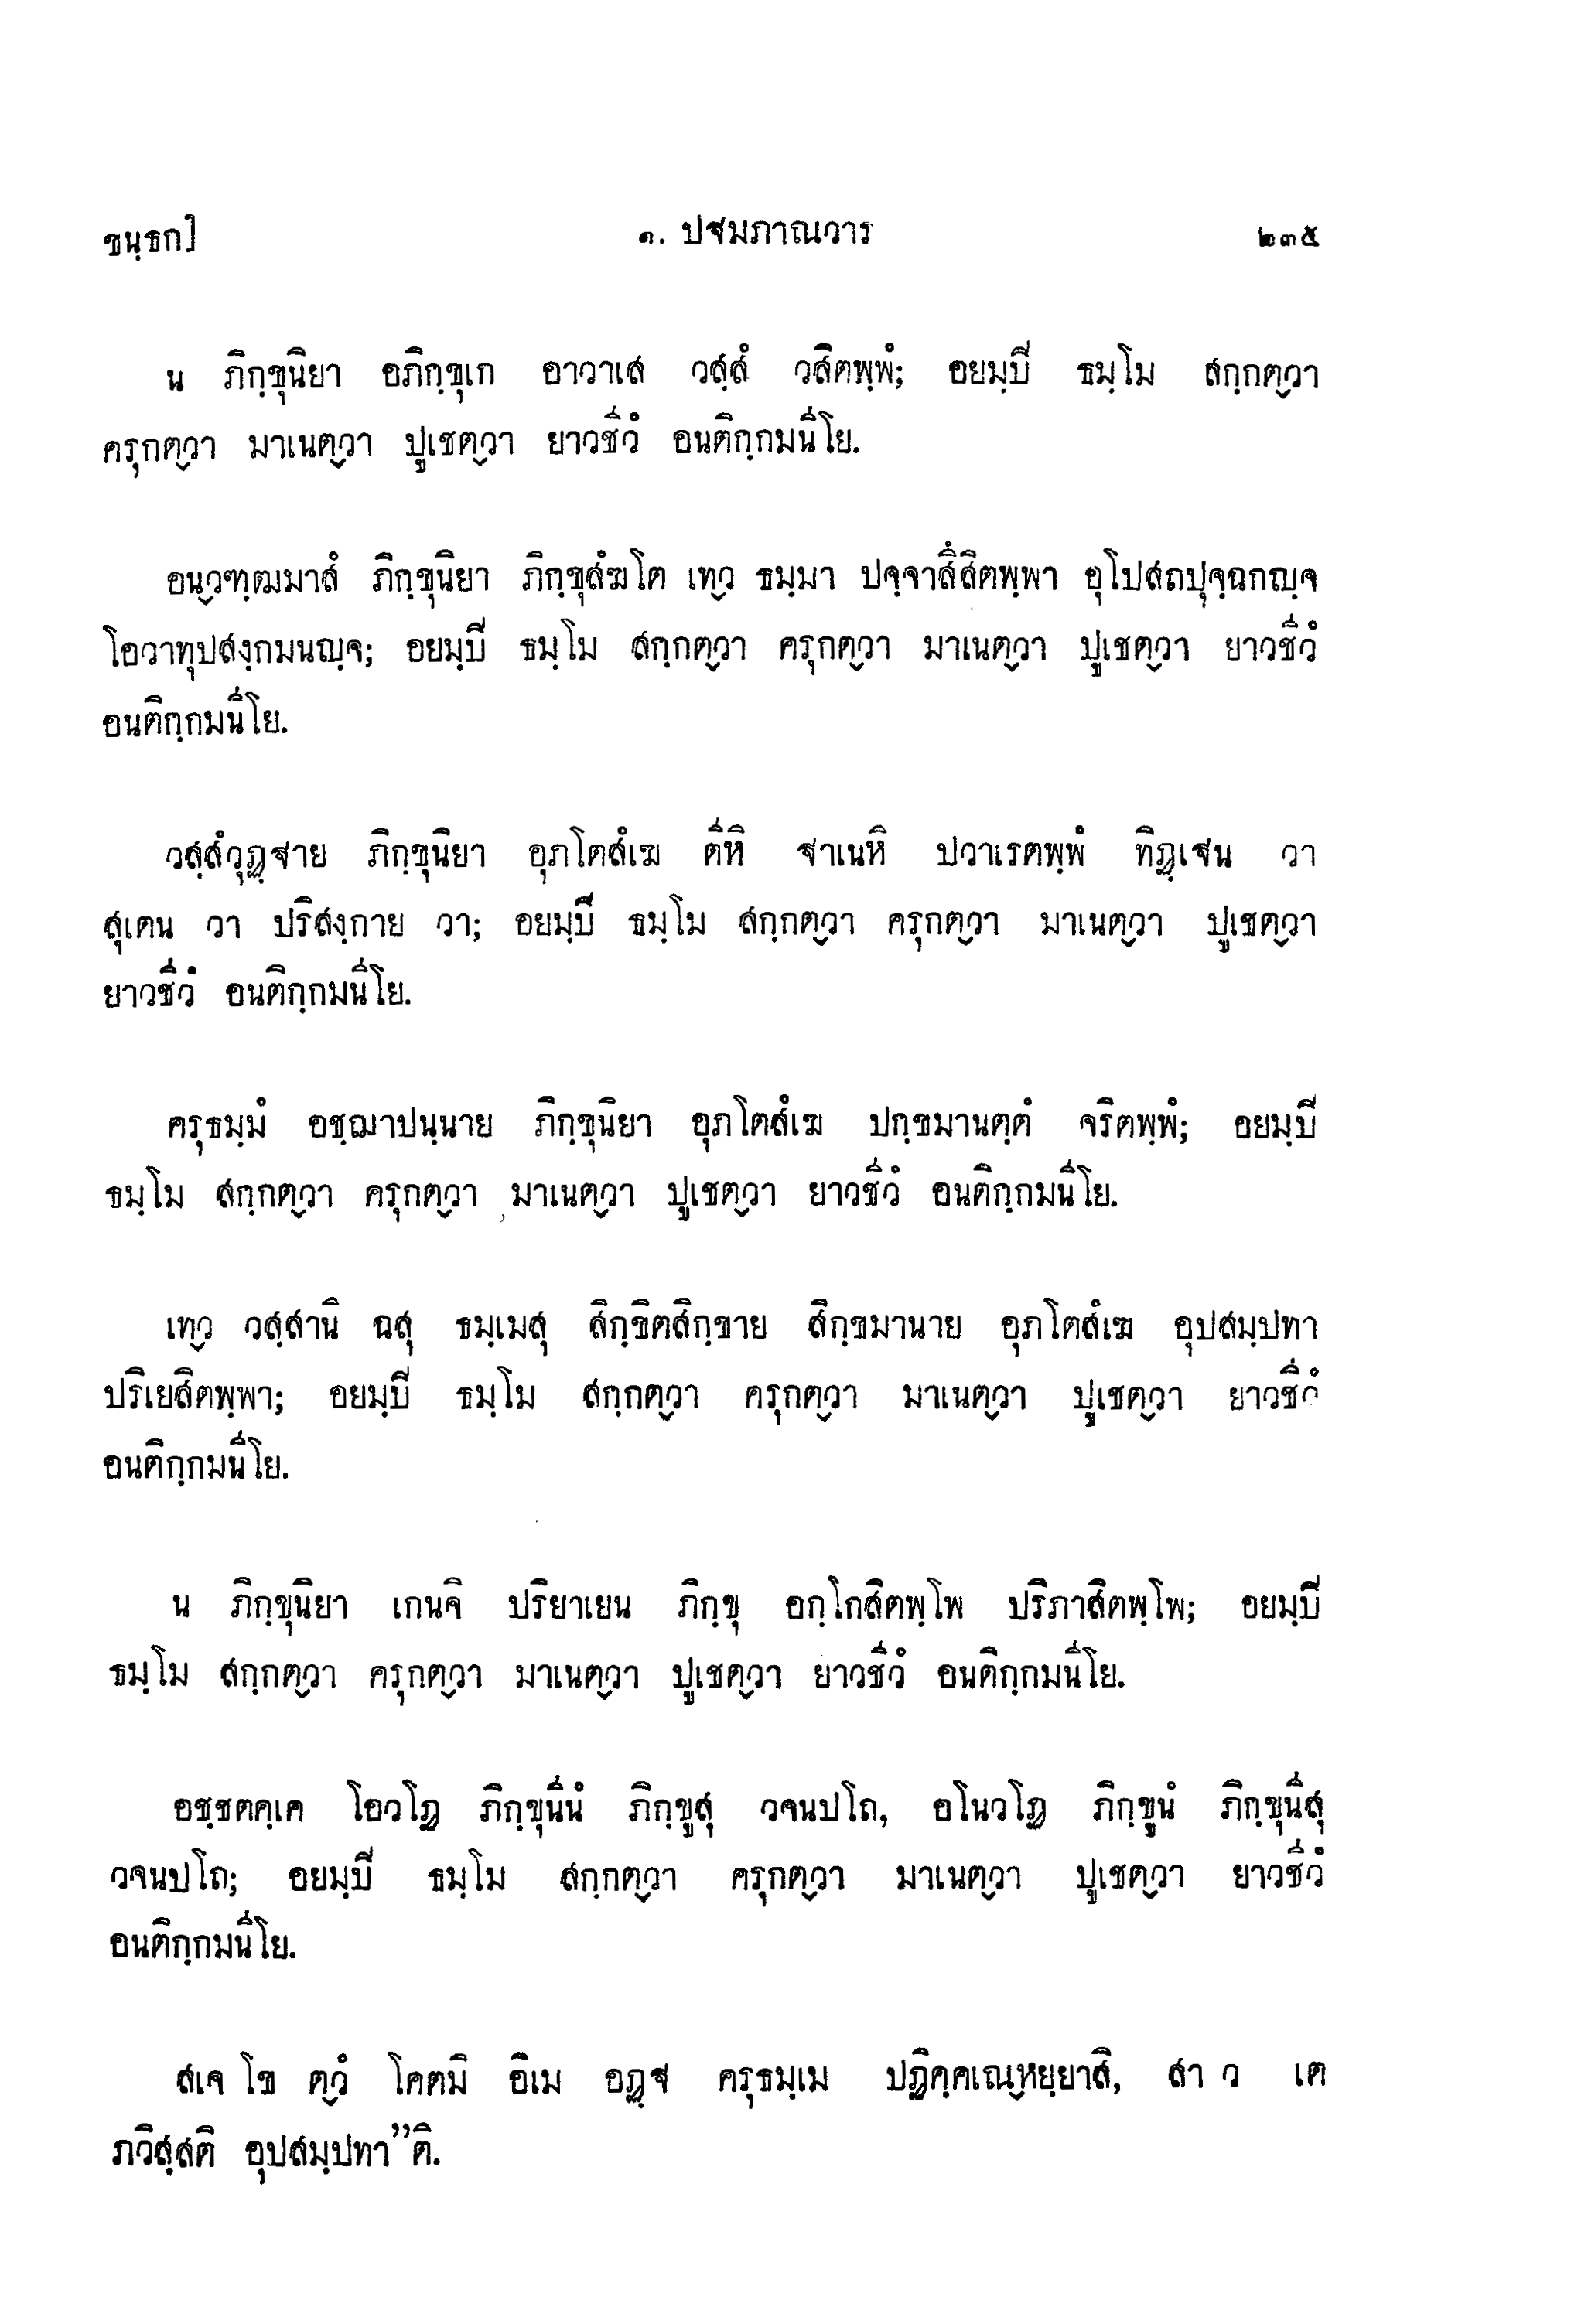 ขนฺธก] ๑. ปฐมภาณวาร ๒๓๕
น ภิกฺขุนิยา อภิกฺขุเก อาวาเส วสฺสํ วสิตพฺพํ; อยมฺปิ ธมฺโม สกฺกต๎วา
ครุกต๎วา มาเนต๎วา ปูเชต๎วา ยาวชีวํ อนติกฺกมนีโย.
อน๎วฑฺฒมาสํ ภิกฺขุนิยา ภิกฺขุสํฆโต เท๎ว ธมฺมา ปจฺจาสึสิตพฺพา อุโปสถปุจฺฉกญฺจ
โอวาทุปสงฺกมนญฺจ; อยมฺปิ ธมฺโม สกฺกต๎วา ครุกต๎วา มาเนต๎วา ปูเชต๎วา ยาวชีวํ
อนติกฺกมนีโย.
วสฺสํวุฏฺฐาย ภิกฺขุนิยา อุภโตสํเฆ ตีหิ ฐาเนหิ ปวาเรตพฺพํ ทิฏฺเฐน วา
สุเตน วา ปริสงฺกาย วา; อยมฺปิ ธมฺโม สกฺกต๎วา ครุกต๎วา มาเนต๎วา ปูเชต๎วา
ยาวชีวํ อนติกฺกมนีโย.
ครุธมฺมํ อชฺฌาปนฺนาย ภิกฺขุนิยา อุภโตสํเฆ ปกฺขมานตฺตํ จริตพฺพํ; อยมฺปิ
ธมฺโม สกฺกต๎วา ครุกต๎วา มาเนต๎วา ปูเชต๎วา ยาวชีวํ อนติกฺกมนีโย.
เท๎ว วสฺสานิ ฉสุ ธมฺเมสุ สิกฺขิตสิกฺขาย สิกฺขมานาย อุภโตสํเฆ อุปสมฺปทา
ปริเยสิตพฺพา; อยมฺปิ ธมฺโม สกฺกต๎วา ครุกต๎วา มาเนต๎วา ปูเชต๎วา ยาวชีวํ
อนติกฺกมนีโย.
น ภิกฺขุนิยา เกนจิ ปริยาเยน ภิกฺขุ อกฺโกสิตพฺโพ ปริภาสิตพฺโพ; อยมฺปิ
ธมฺโม สกฺกต๎วา ครุกต๎วา มาเนต๎วา ปูเชต๎วา ยาวชีวํ อนติกฺกมนีโย.
อชฺชตคฺเค โอวโฏ ภิกฺขุนีนํ ภิกฺขูสุ วจนปโถ, อโนวโฏ ภิกฺขูนํ ภิกฺขุนีสุ
วจนปโถ; อยมฺปิ ธมฺโม สกฺกต๎วา ครุกต๎วา มาเนต๎วา ปูเชต๎วา ยาวชีวํ
อนติกฺกมนีโย.
สเจ โข ต๎วํ โคตมิ อิเม อฏฺฐ ครุธมฺเม ปฏิคฺคเณ๎หยฺยาสิ, สา ว เต
ภวิสฺสติ อุปสมฺปทา”ติ.